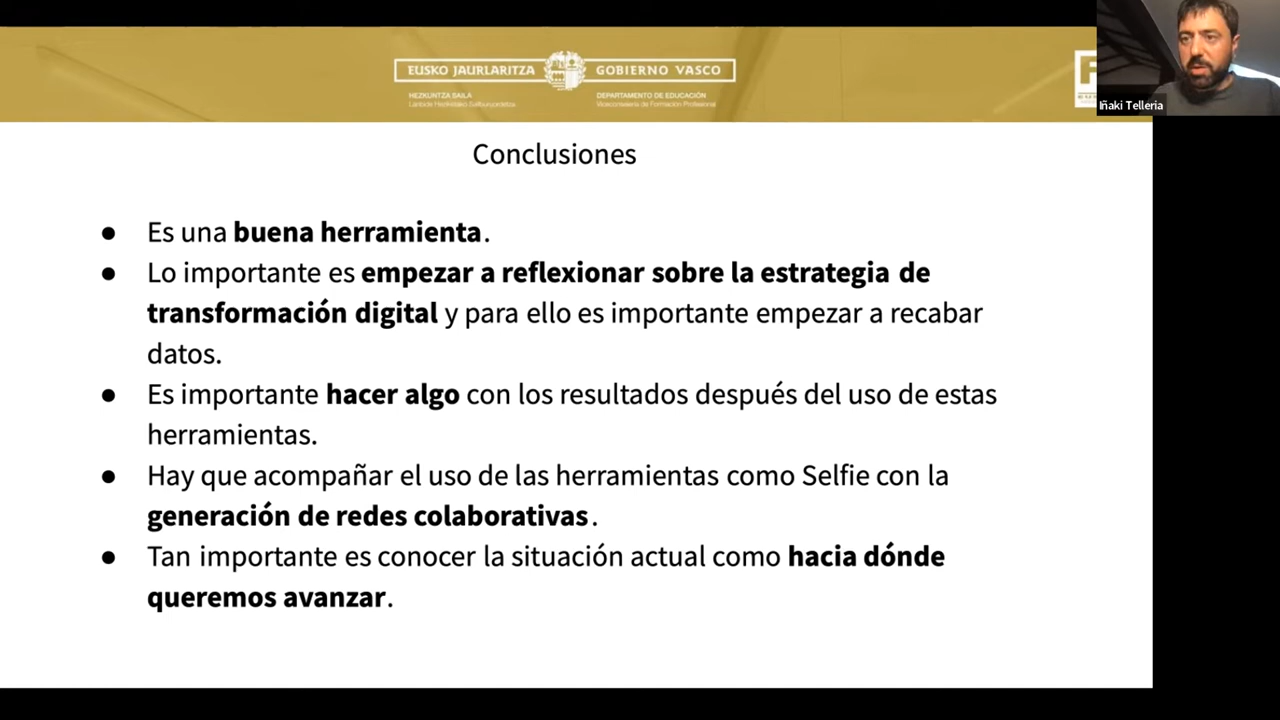 EUSKO JAURLARITZA GOBIERNO VASCO
HEZKUNTZA SAILA DEPARTAMENTO DE EDUCACIÓN
Lanbide Heziketako Sailburuordetza Viceconsejería de Formación Profesional
Iñaki Telleria
Conclusiones
● Es una buena herramienta.
● Lo importante es empezar a reflexionar sobre la estrategia de
transformación digital y para ello es importante empezar a recabar
datos.
● Es importante hacer algo con los resultados después del uso de estas
herramientas.
● Hay que acompañar el uso de las herramientas como Selfie con la
generación de redes colaborativas.
● Tan importante es conocer la situación actual como hacia dónde
queremos avanzar.